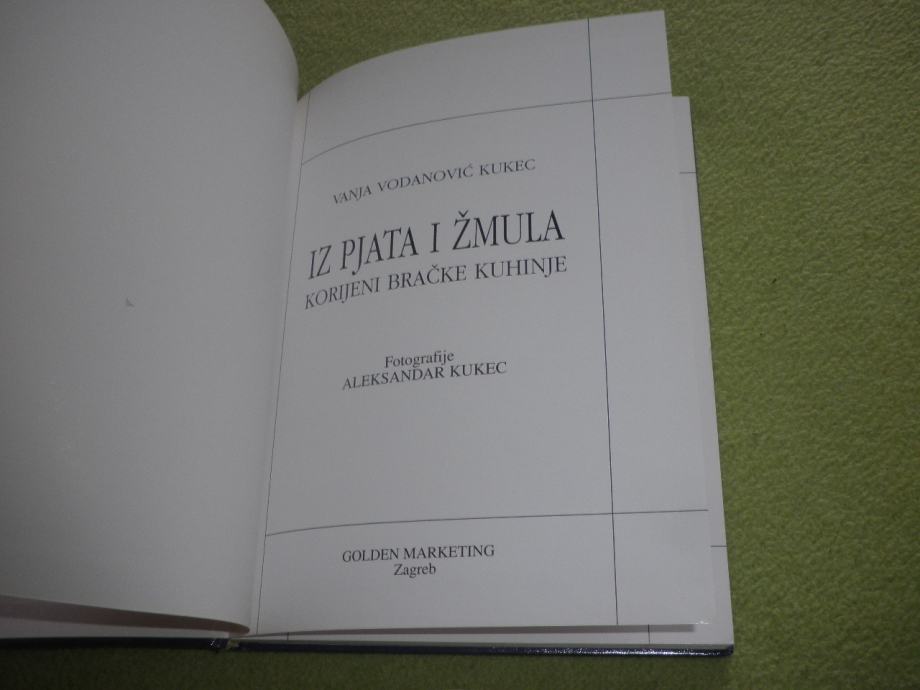 VANJA VODANOVIĆ KUKEC
IZ PJATA I ŽMULA
KORIJENI BRAČKE KUHINJE
Fotografije
ALEKSANDAR KUKEC
GOLDEN MARKETING
Zagreb